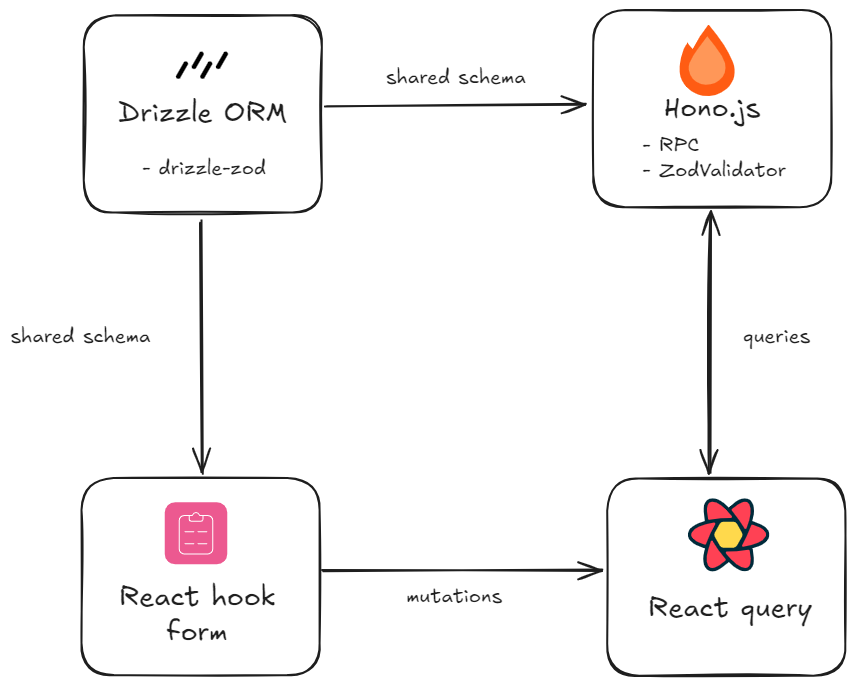 Drizzle ORM
- drizzle-zod
shared schema
Hono.js
- RPC
- ZodValidator
shared schema
queries
React hook
form
mutations
React query